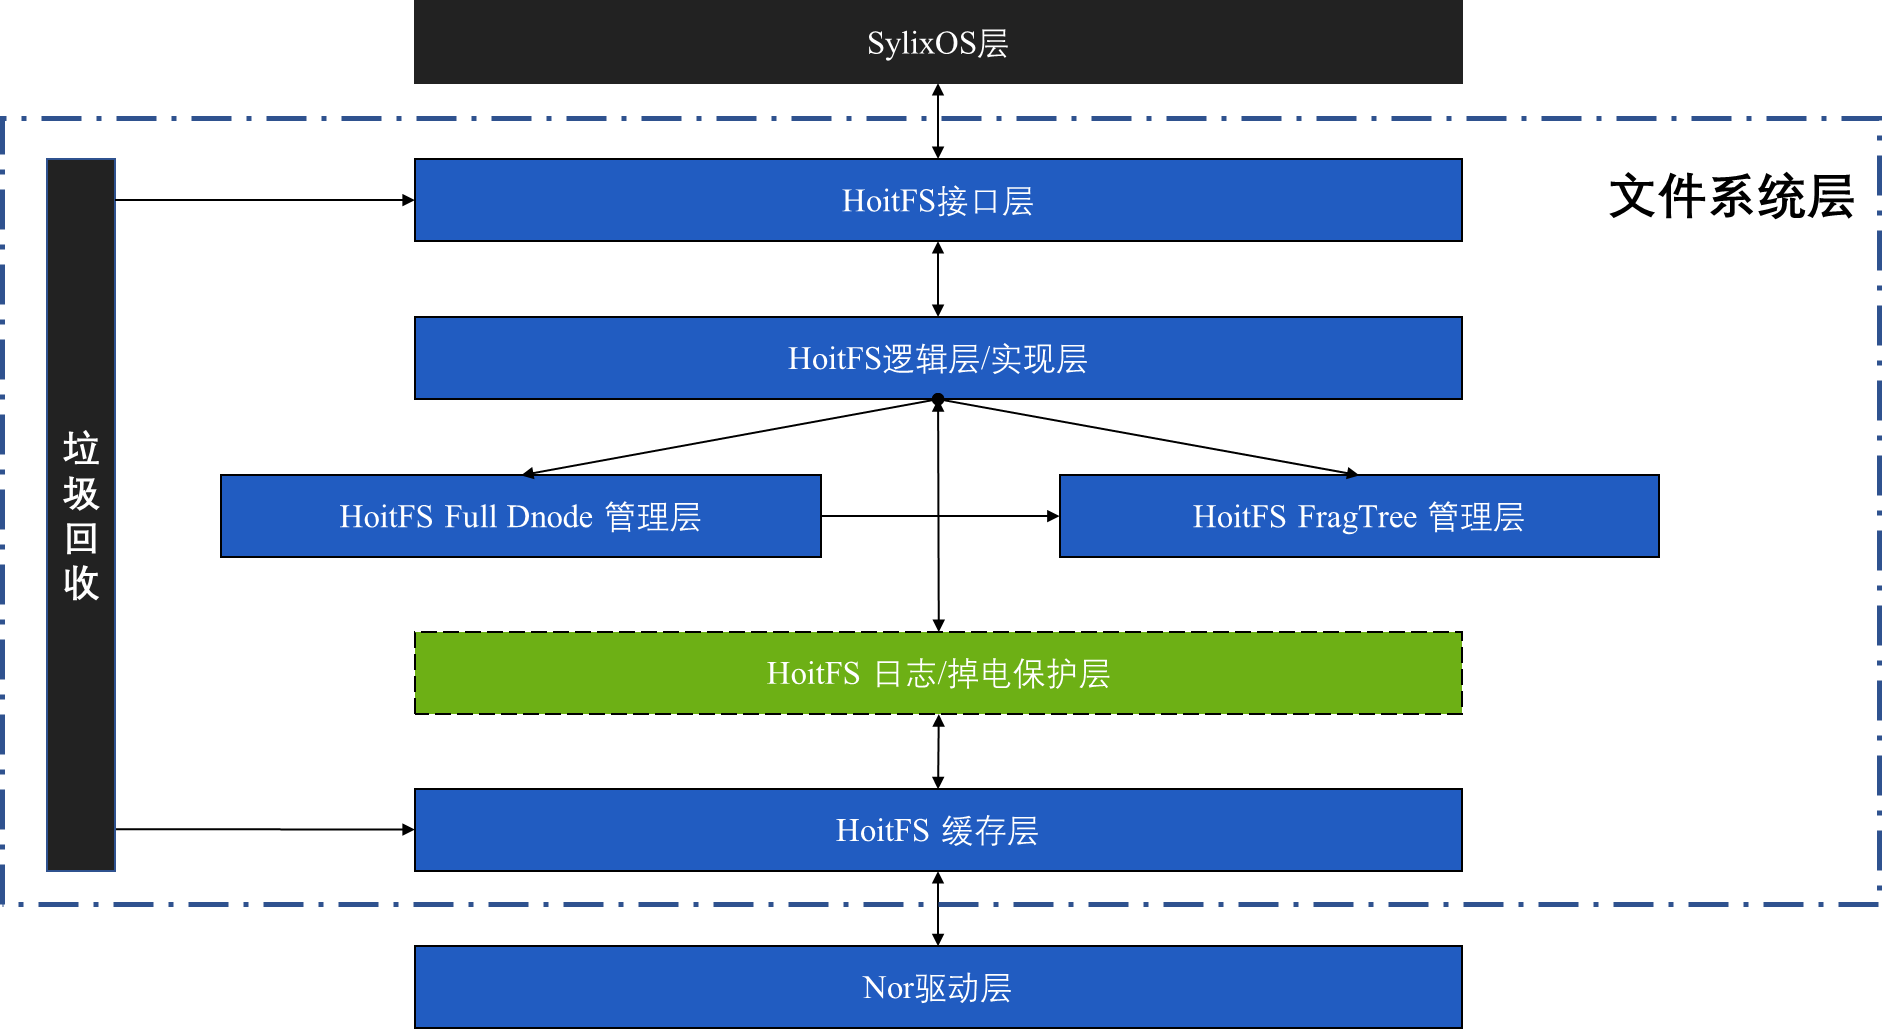 SylixOS层
文件系统层
HoitFS接口层
HoitFS逻辑层/实现层
垃
圾
回
收
HoitFS Full Dnode 管理层
HoitFS FragTree 管理层
HoitFS 日志/掉电保护层
HoitFS 缓存层
Nor驱动层